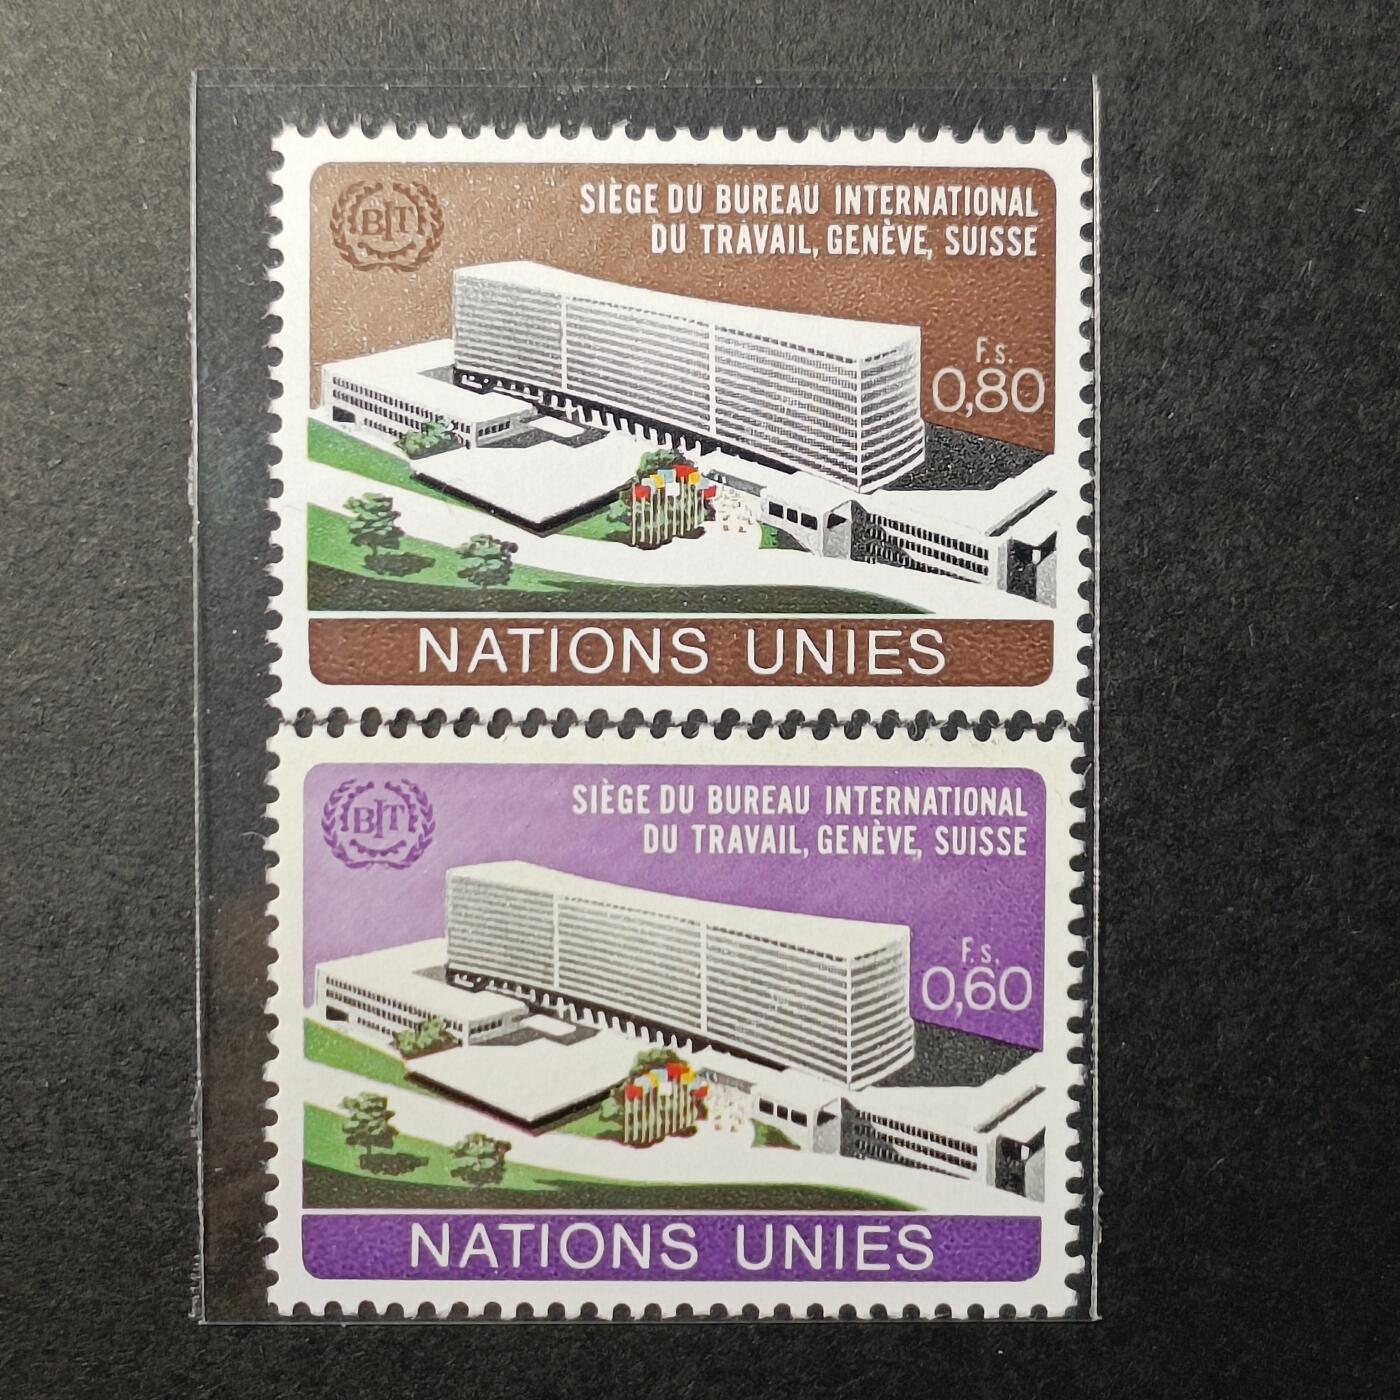 BIT
SIÈGE DU BUREAU INTERNATIONAL
DU TRAVAIL, GENÈVE, SUISSE
F.s.
0,80
NATIONS UNIES
BIT
SIÈGE DU BUREAU INTERNATIONAL
DU TRAVAIL, GENÈVE, SUISSE
F.s.
0,60
NATIONS UNIES